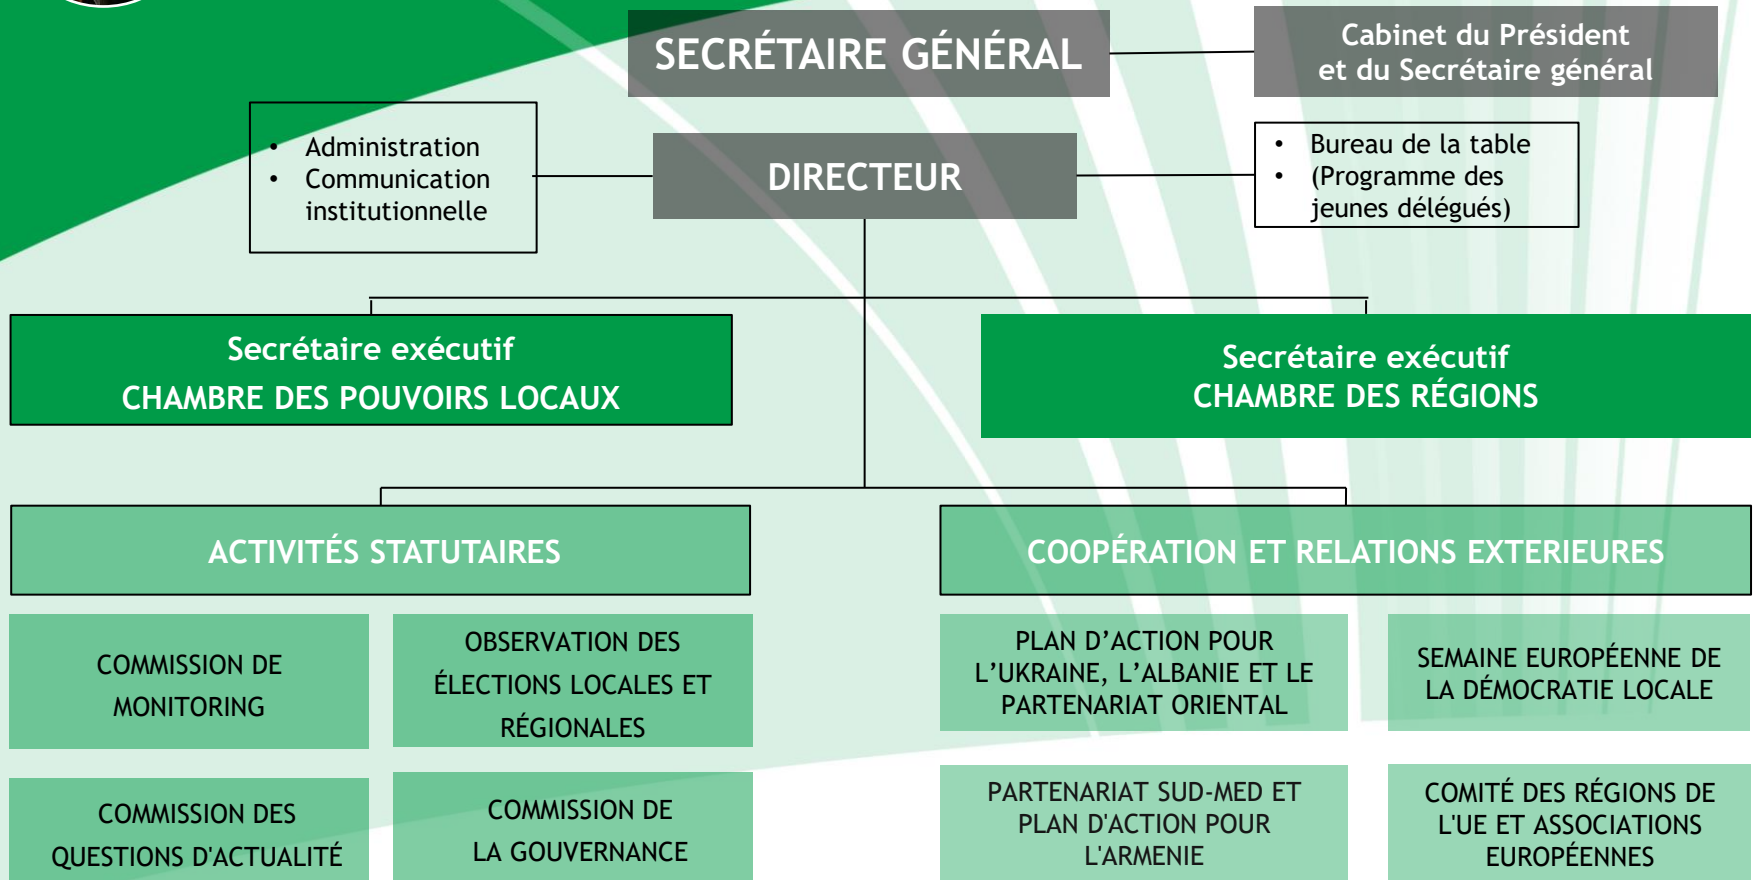 SECRÉTAIRE GÉNÉRAL
Cabinet du Président
et du Secrétaire général
• Administration
• Communication
institutionnelle
DIRECTEUR
• Bureau de la table
• (Programme des
jeunes délégués)
Secrétaire exécutif
CHAMBRE DES POUVOIRS LOCAUX
Secrétaire exécutif
CHAMBRE DES RÉGIONS
ACTIVITÉS STATUTAIRES
COOPÉRATION ET RELATIONS EXTERIEURES
COMMISSION DE
MONITORING
OBSERVATION DES
ÉLECTIONS LOCALES ET
RÉGIONALES
PLAN D’ACTION POUR
L’UKRAINE, L’ALBANIE ET LE
PARTENARIAT ORIENTAL
SEMAINE EUROPÉENNE DE
LA DÉMOCRATIE LOCALE
COMMISSION DES
QUESTIONS D'ACTUALITÉ
COMMISSION DE
LA GOUVERNANCE
PARTENARIAT SUD-MED ET
PLAN D'ACTION POUR
L'ARMENIE
COMITÉ DES RÉGIONS DE
L'UE ET ASSOCIATIONS
EUROPÉENNES